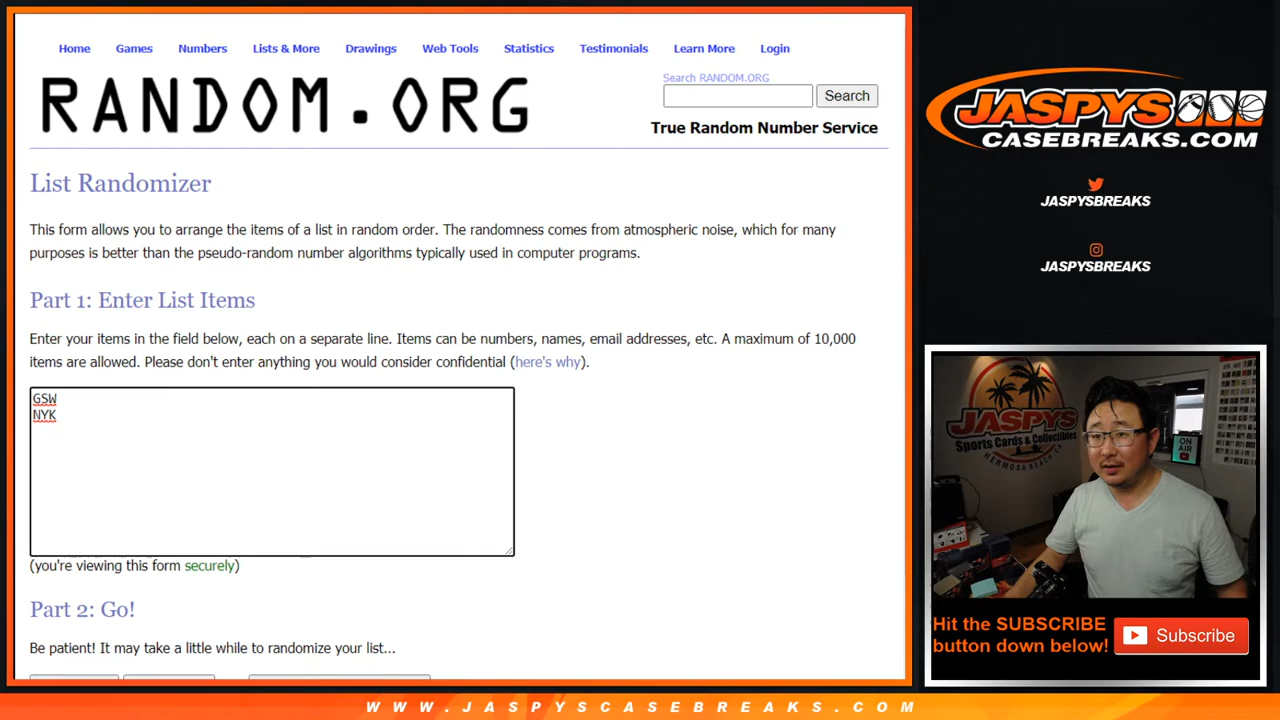 Home Games Numbers Lists & More Drawings Web Tools Statistics Testimonials Learn More Login
RANDOM.ORG
Search RANDOM.ORG
Search
True Random Number Service
List Randomizer
This form allows you to arrange the items of a list in random order. The randomness comes from atmospheric noise, which for many
purposes is better than the pseudo-random number algorithms typically used in computer programs.
Part 1: Enter List Items
Enter your items in the field below, each on a separate line. Items can be numbers, names, email addresses, etc. A maximum of 10,000
items are allowed. Please don't enter anything you would consider confidential (here's why).
GSW
NYK
(you're viewing this form securely)
Part 2: Go!
Be patient! It may take a little while to randomize your list...
JASPYS
CASEBREAKS.COM
JASPYSBREAKS
JASPYSBREAKS
JASPYS
Sports Cards & Collectibles
HERMOSA BEACH, CA
ON
AIR
Hit the SUBSCRIBE
button down below!
Subscribe
WWW.JASPYSCASEBREAKS.COM